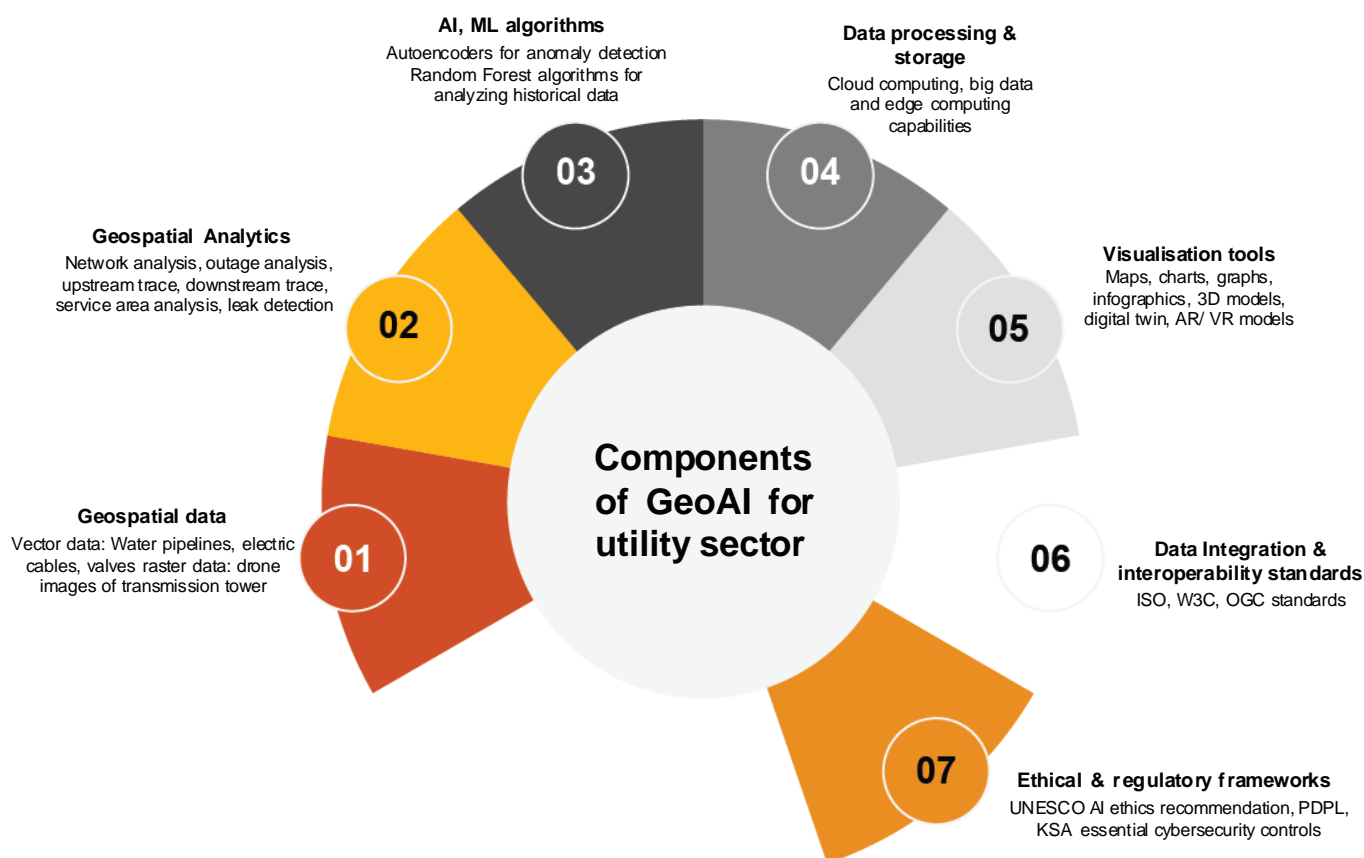 Components
of GeoAI for
utility sector
01
Geospatial data
Vector data: Water pipelines, electric
cables, valves raster data: drone
images of transmission tower
02
Geospatial Analytics
Network analysis, outage analysis,
upstream trace, downstream trace,
service area analysis, leak detection
03
AI, ML algorithms
Autoencoders for anomaly detection
Random Forest algorithms for
analyzing historical data
04
Data processing &
storage
Cloud computing, big data
and edge computing
capabilities
05
Visualisation tools
Maps, charts, graphs,
infographics, 3D models,
digital twin, AR/ VR models
06
Data Integration &
interoperability standards
ISO, W3C, OGC standards
07
Ethical & regulatory frameworks
UNESCO AI ethics recommendation, PDPL,
KSA essential cybersecurity controls